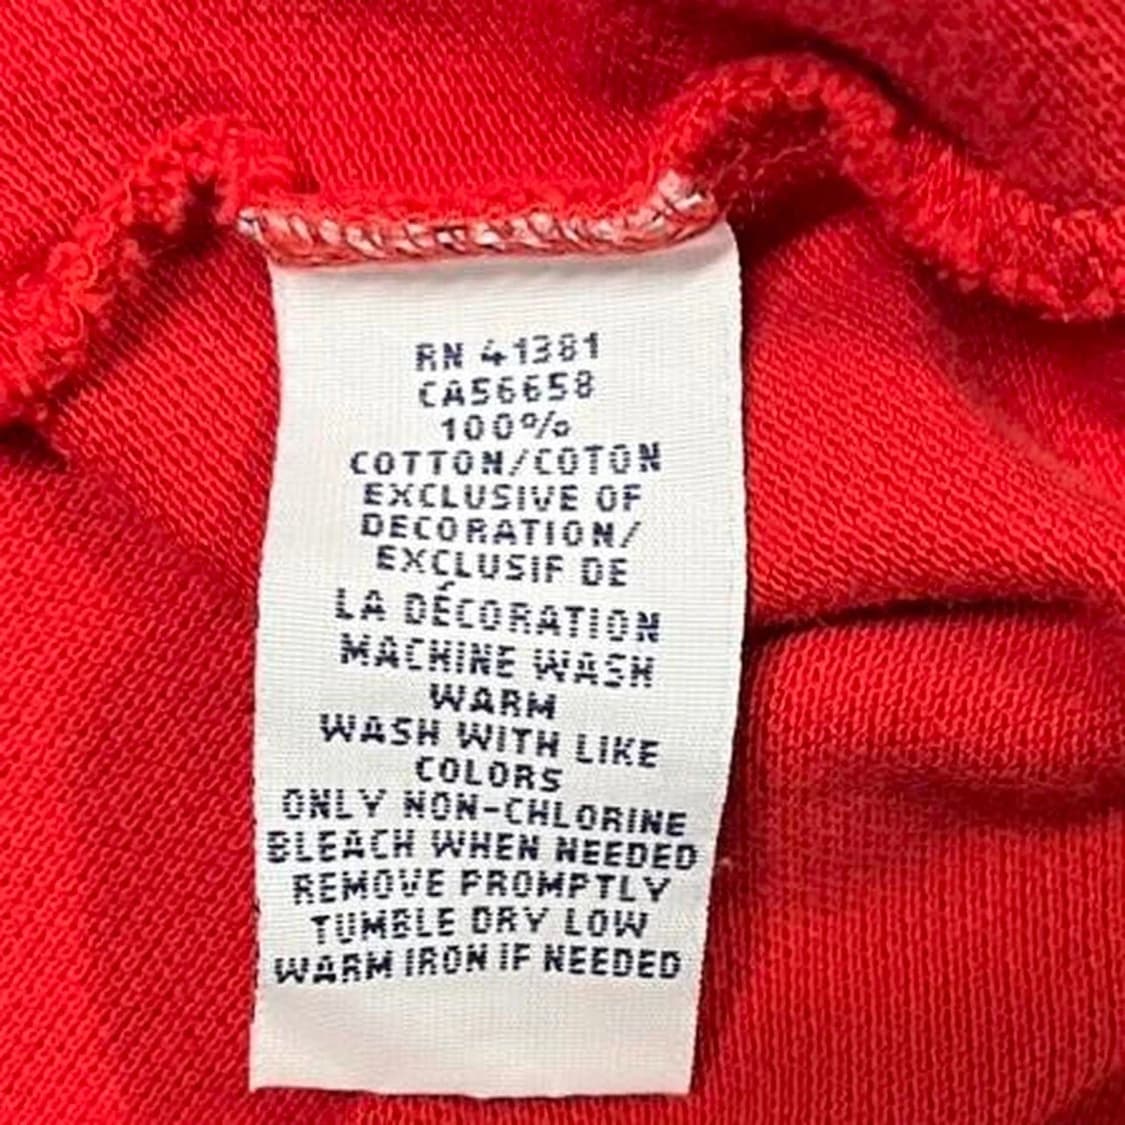 RN 41381
CA56658
100%
COTTON/COTON
EXCLUSIVE OF
DECORATION/
EXCLUSIF DE
LA DÉCORATION
MACHINE WASH
WARM
WASH WITH LIKE
COLORS
ONLY NON-CHLORINE
BLEACH WHEN NEEDED
REMOVE PROMPTLY
TUMBLE DRY LOW
WARM IRON IF NEEDED